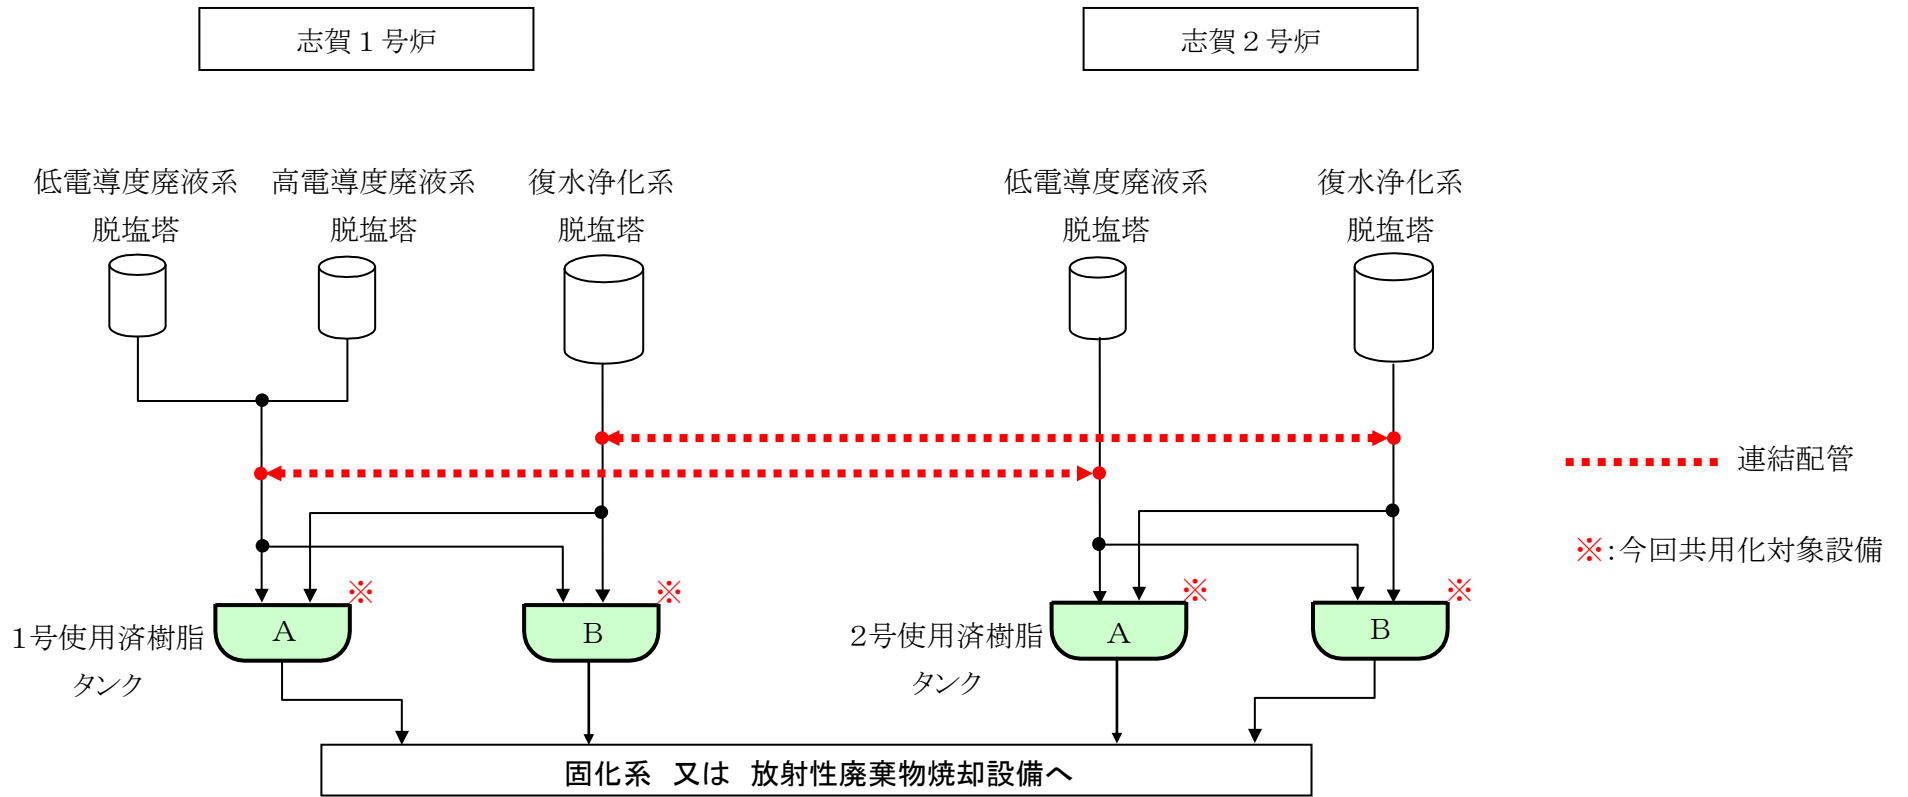 志賀１号炉
志賀２号炉
低電導度廃液系
脱塩塔
高電導度廃液系
脱塩塔
復水浄化系
脱塩塔
低電導度廃液系
脱塩塔
復水浄化系
脱塩塔
連結配管
※:今回共用化対象設備
※
※
※
※
A
B
A
B
1号使用済樹脂
タンク
2号使用済樹脂
タンク
固化系　又は　放射性廃棄物焼却設備へ